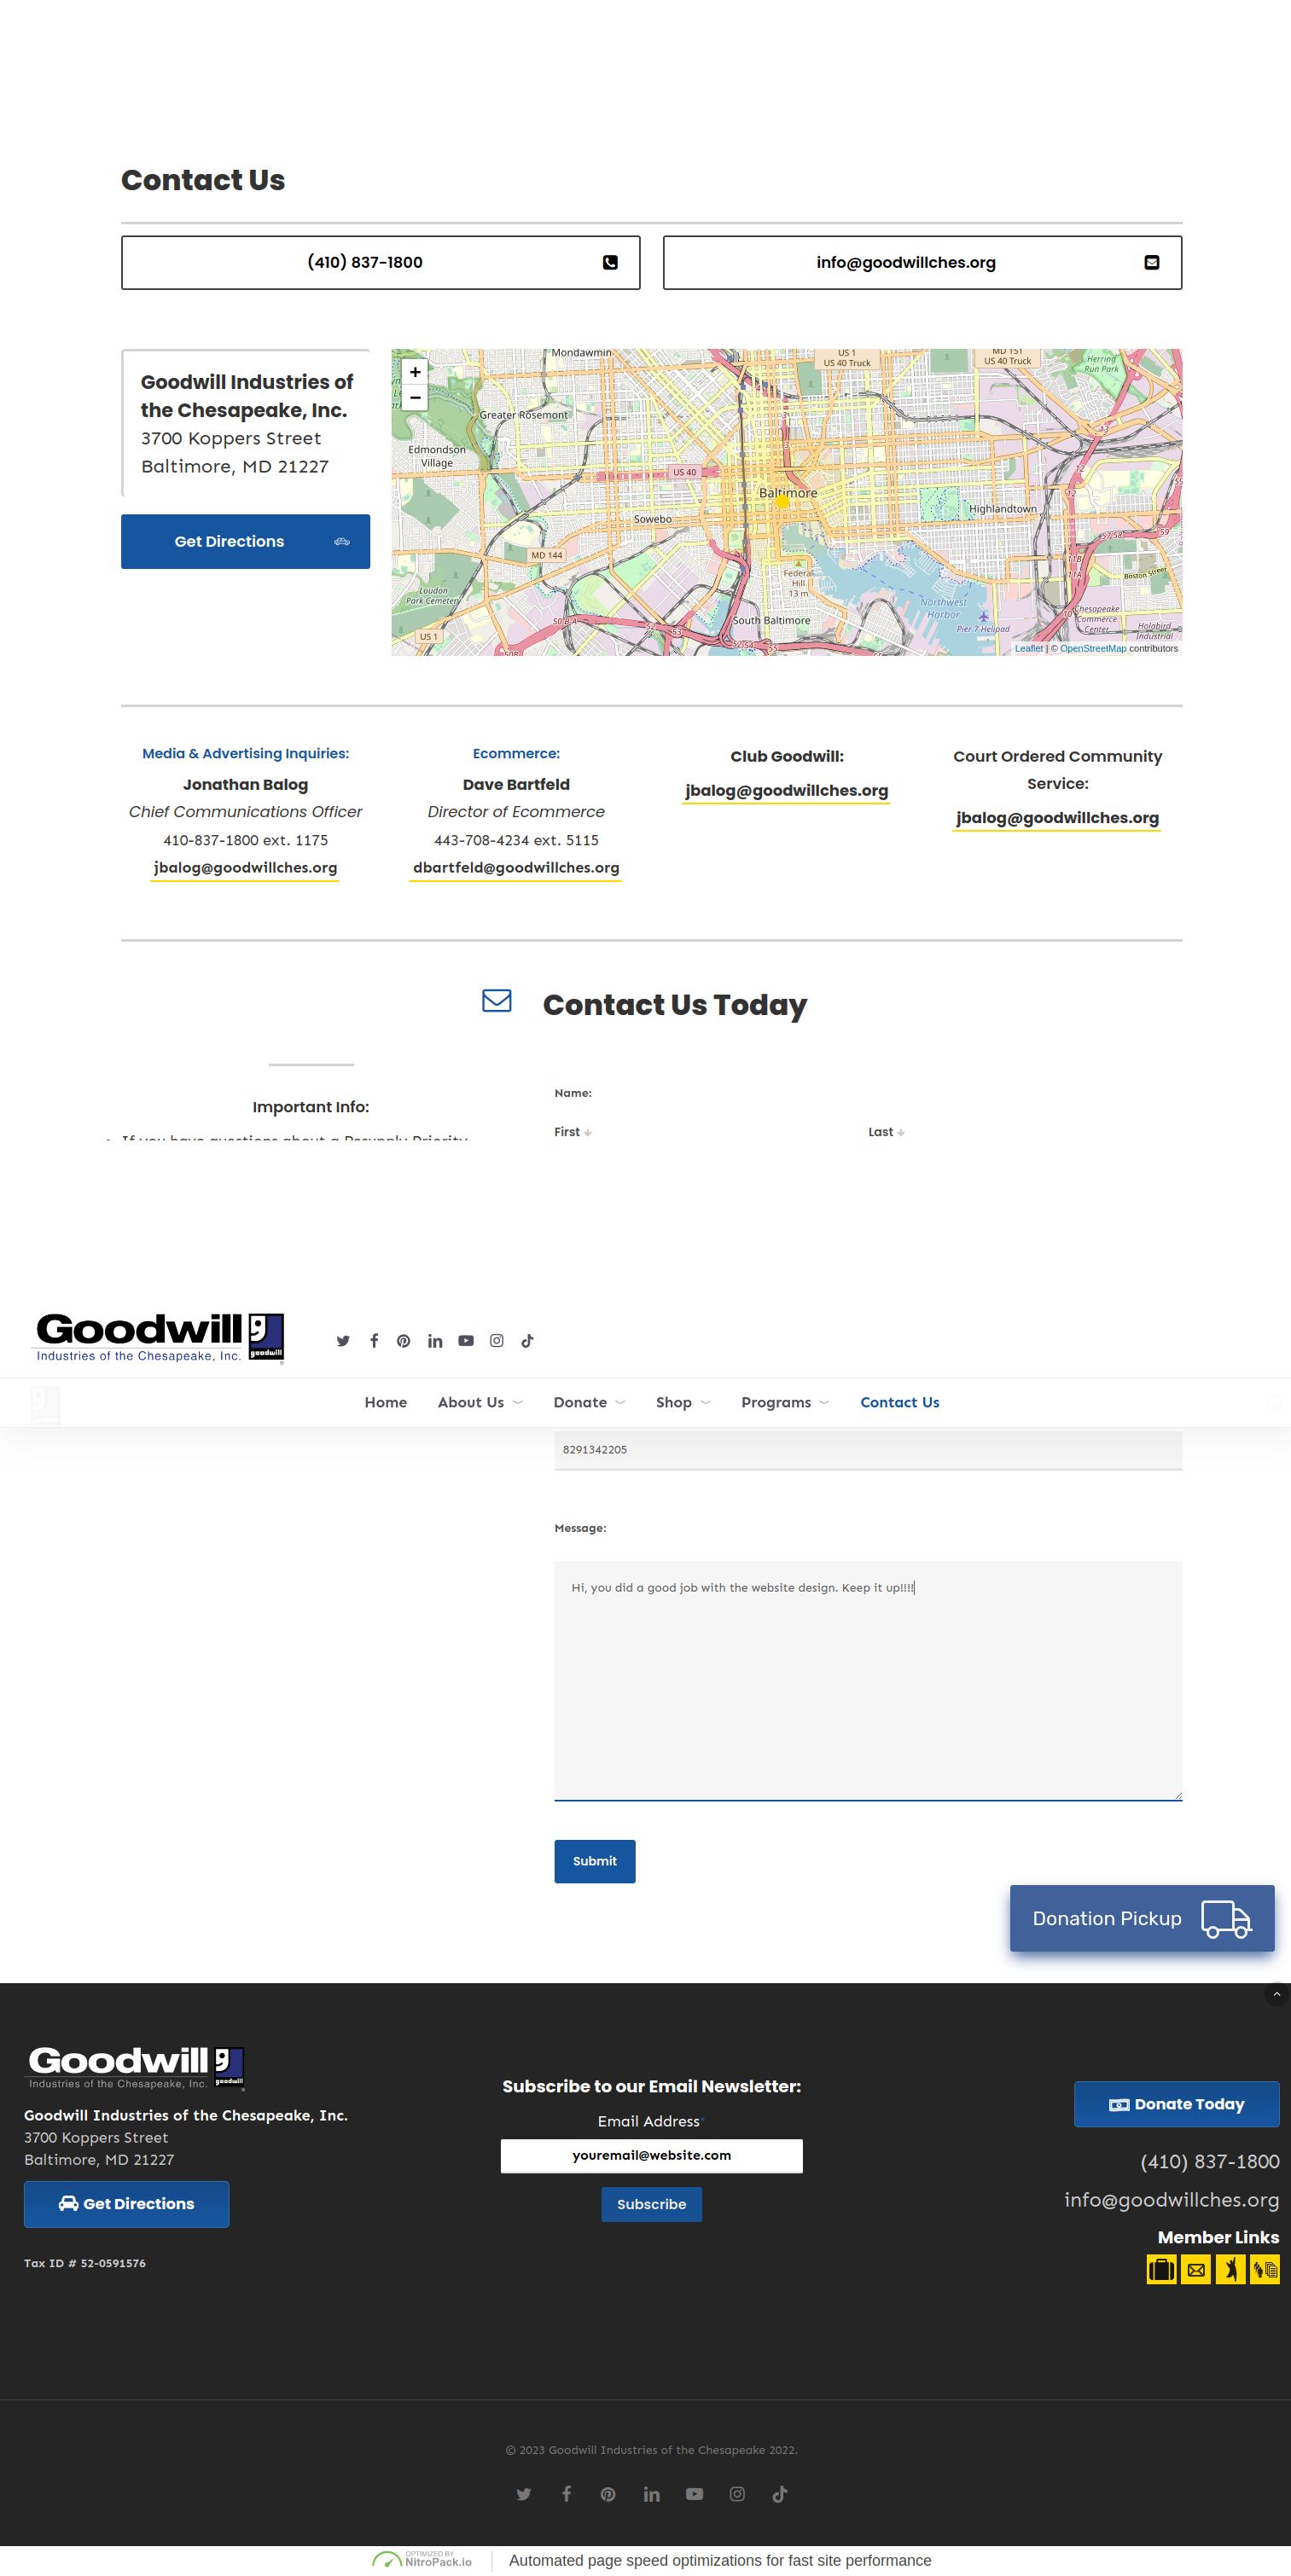 Contact Us
(410) 837-1800
info@goodwillches.org
Goodwill Industries of
the Chesapeake, Inc.
3700 Koppers Street
Baltimore, MD 21227
Get Directions
+
−
Mondawmin
US 1
US 40 Truck
MD 151
US 40 Truck
Herring
Run Park
Greater Rosemont
Edmondson
Village
US 40
Baltimore
Highlandtown
Sowebo
MD 144
Federal
Hill
13 m
Loudon
Park Cemetery
Northwest
Harbor
Pier 7 Helipad
Boston Street
Chesapeake
Commerce
Center
Holabird
Industrial
US 1
South Baltimore
Leaflet | © OpenStreetMap contributors
Media & Advertising Inquiries:
Jonathan Balog
Chief Communications Officer
410-837-1800 ext. 1175
jbalog@goodwillches.org
Ecommerce:
Dave Bartfeld
Director of Ecommerce
443-708-4234 ext. 5115
dbartfeld@goodwillches.org
Club Goodwill:
jbalog@goodwillches.org
Court Ordered Community
Service:
jbalog@goodwillches.org
Contact Us Today
Important Info:
If you have questions about a Resupply Priority
Name:
First
Last
Goodwill
Industries of the Chesapeake, Inc.
goodwill
Home About Us Donate Shop Programs Contact Us
8291342205
Message:
Hi, you did a good job with the website design. Keep it up!!!!
Submit
Donation Pickup
Goodwill
Industries of the Chesapeake, Inc.
goodwill
Goodwill Industries of the Chesapeake, Inc.
3700 Koppers Street
Baltimore, MD 21227
Get Directions
Tax ID # 52-0591576
Subscribe to our Email Newsletter:
Email Address*
youremail@website.com
Subscribe
Donate Today
(410) 837-1800
info@goodwillches.org
Member Links
© 2023 Goodwill Industries of the Chesapeake 2022.
OPTIMIZED BY
NitroPack.io
Automated page speed optimizations for fast site performance